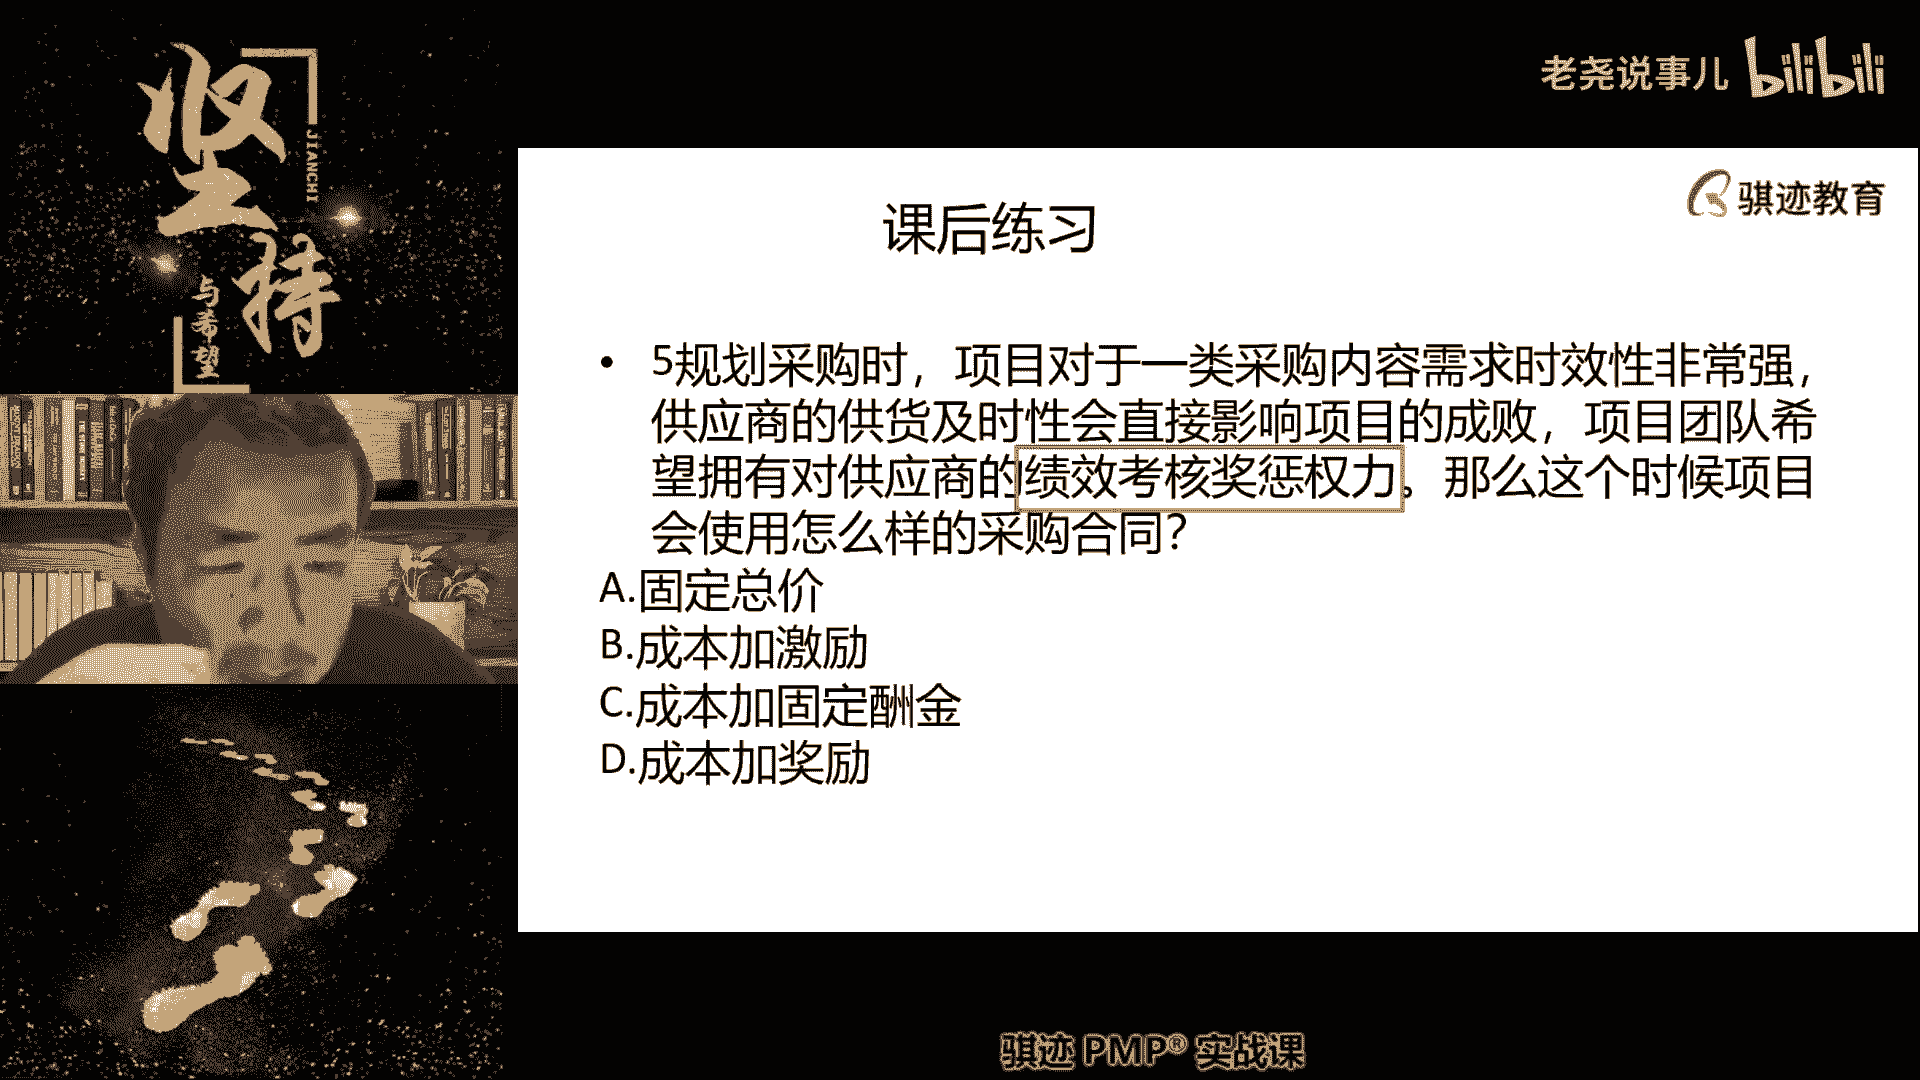 坚持
JIANCHI
与希望
老尧说事儿 bilibili
骐迹教育
课后练习
• 5规划采购时，项目对于一类采购内容需求时效性非常强，
供应商的供货及时性会直接影响项目的成败，项目团队希
望拥有对供应商的绩效考核奖惩权力。那么这个时候项目
会使用怎么样的采购合同？
A.固定总价
B.成本加激励
C.成本加固定酬金
D.成本加奖励
骐迹 PMP® 实战课